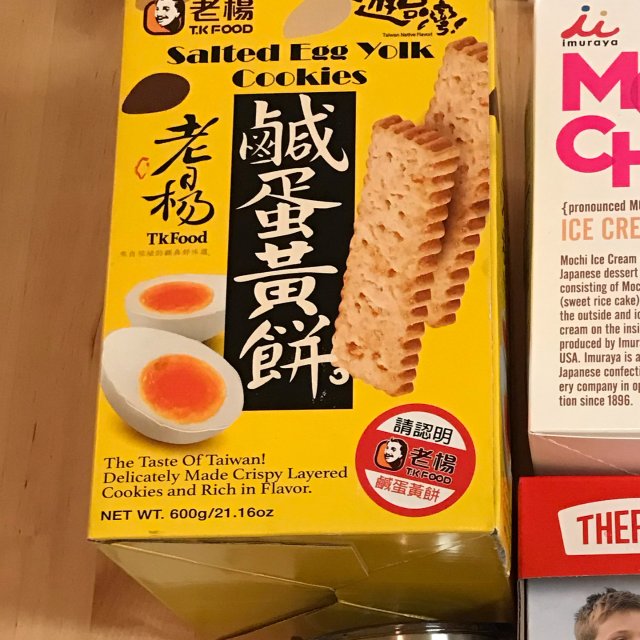 老楊
T.K FOOD
遊台灣!
Taiwan Native Flavor!
Salted Egg Yolk
Cookies
老楊
TkFood
鹹蛋黃餅
The Taste Of Taiwan!
Delicately Made Crispy Layered
Cookies and Rich in Flavor.
NET WT. 600g/21.16oz
請認明
老楊
T.K FOOD
鹹蛋黃餅
imuraya
ICE CRE
Mochi Ice Cream
Japanese dessert
consisting of Moc
(sweet rice cake)
the outside and ic
cream on the insi
produced by Imur
USA. Imuraya is a
Japanese confecti
ery company in op
tion since 1896.
THE